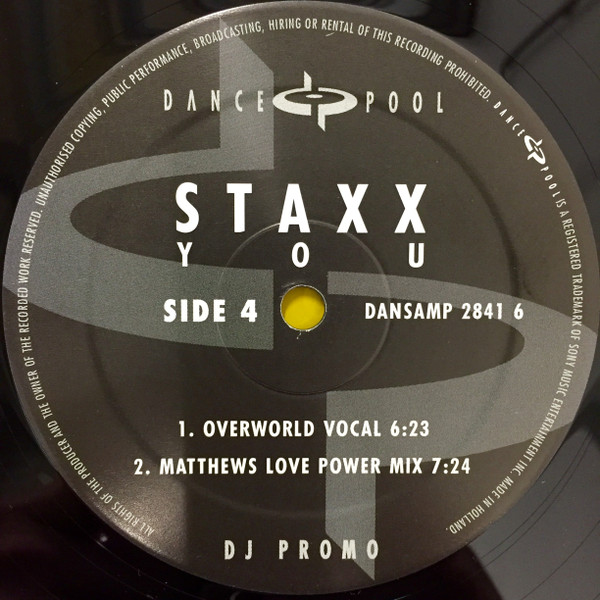 ALL RIGHTS OF THE PRODUCER AND THE OWNER OF THE RECORDED WORK RESERVED. UNAUTHORISED COPYING, PUBLIC PERFORMANCE, BROADCASTING, HIRING OR RENTAL OF THIS RECORDING PROHIBITED. DANCE POOL IS A REGISTERED TRADEMARK OF SONY MUSIC ENTERTAINMENT INC. MADE IN HOLLAND.
DANCE POOL
STAXX
YOU
SIDE 4 DANSAMP 2841 6
1. OVERWORLD VOCAL 6:23
2. MATTHEWS LOVE POWER MIX 7:24
DJ PROMO